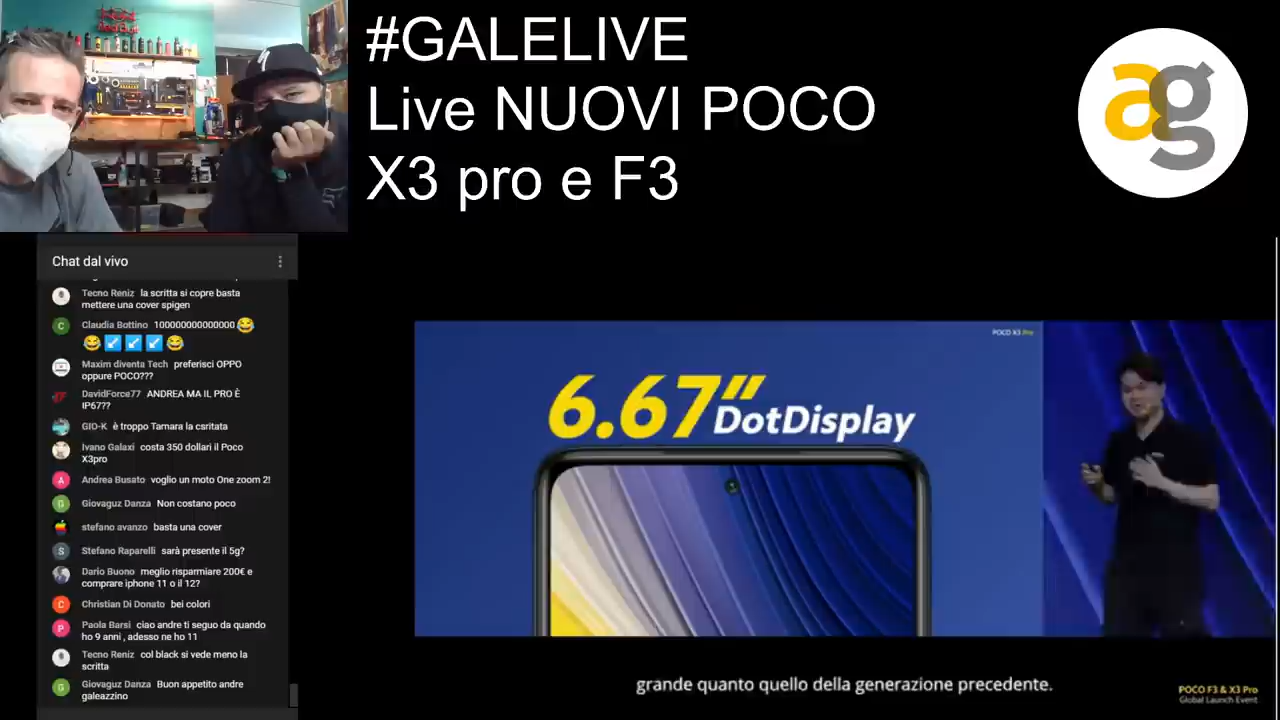 #GALELIVE
Live NUOVI POCO
X3 pro e F3
ag
Chat dal vivo
Tecno Reniz la scritta si copre basta
mettere una cover spigen
Claudia Bottino 100000000000000😂
😂↙️↙️↙️😂
Maxim diventa Tech preferisci OPPO
oppure POCO???
DavidForce77 ANDREA MA IL PRO È
IP67??
GIO-K è troppo Tamara la csritata
Ivano Galaxi costa 350 dollari il Poco
X3pro
Andrea Busato voglio un moto One zoom 2!
Giovaguz Danza Non costano poco
stefano avanzo basta una cover
Stefano Raparelli sarà presente il 5g?
Dario Buono meglio risparmiare 200€ e
comprare iphone 11 o il 12?
Christian Di Donato bei colori
Paola Barsi ciao andre ti seguo da quando
ho 9 anni , adesso ne ho 11
Tecno Reniz col black si vede meno la
scritta
Giovaguz Danza Buon appetito andre
galeazzino
POCO X3 Pro
6.67”
DotDisplay
grande quanto quello della generazione precedente.
POCO F3 & X3 Pro
Global Launch Event